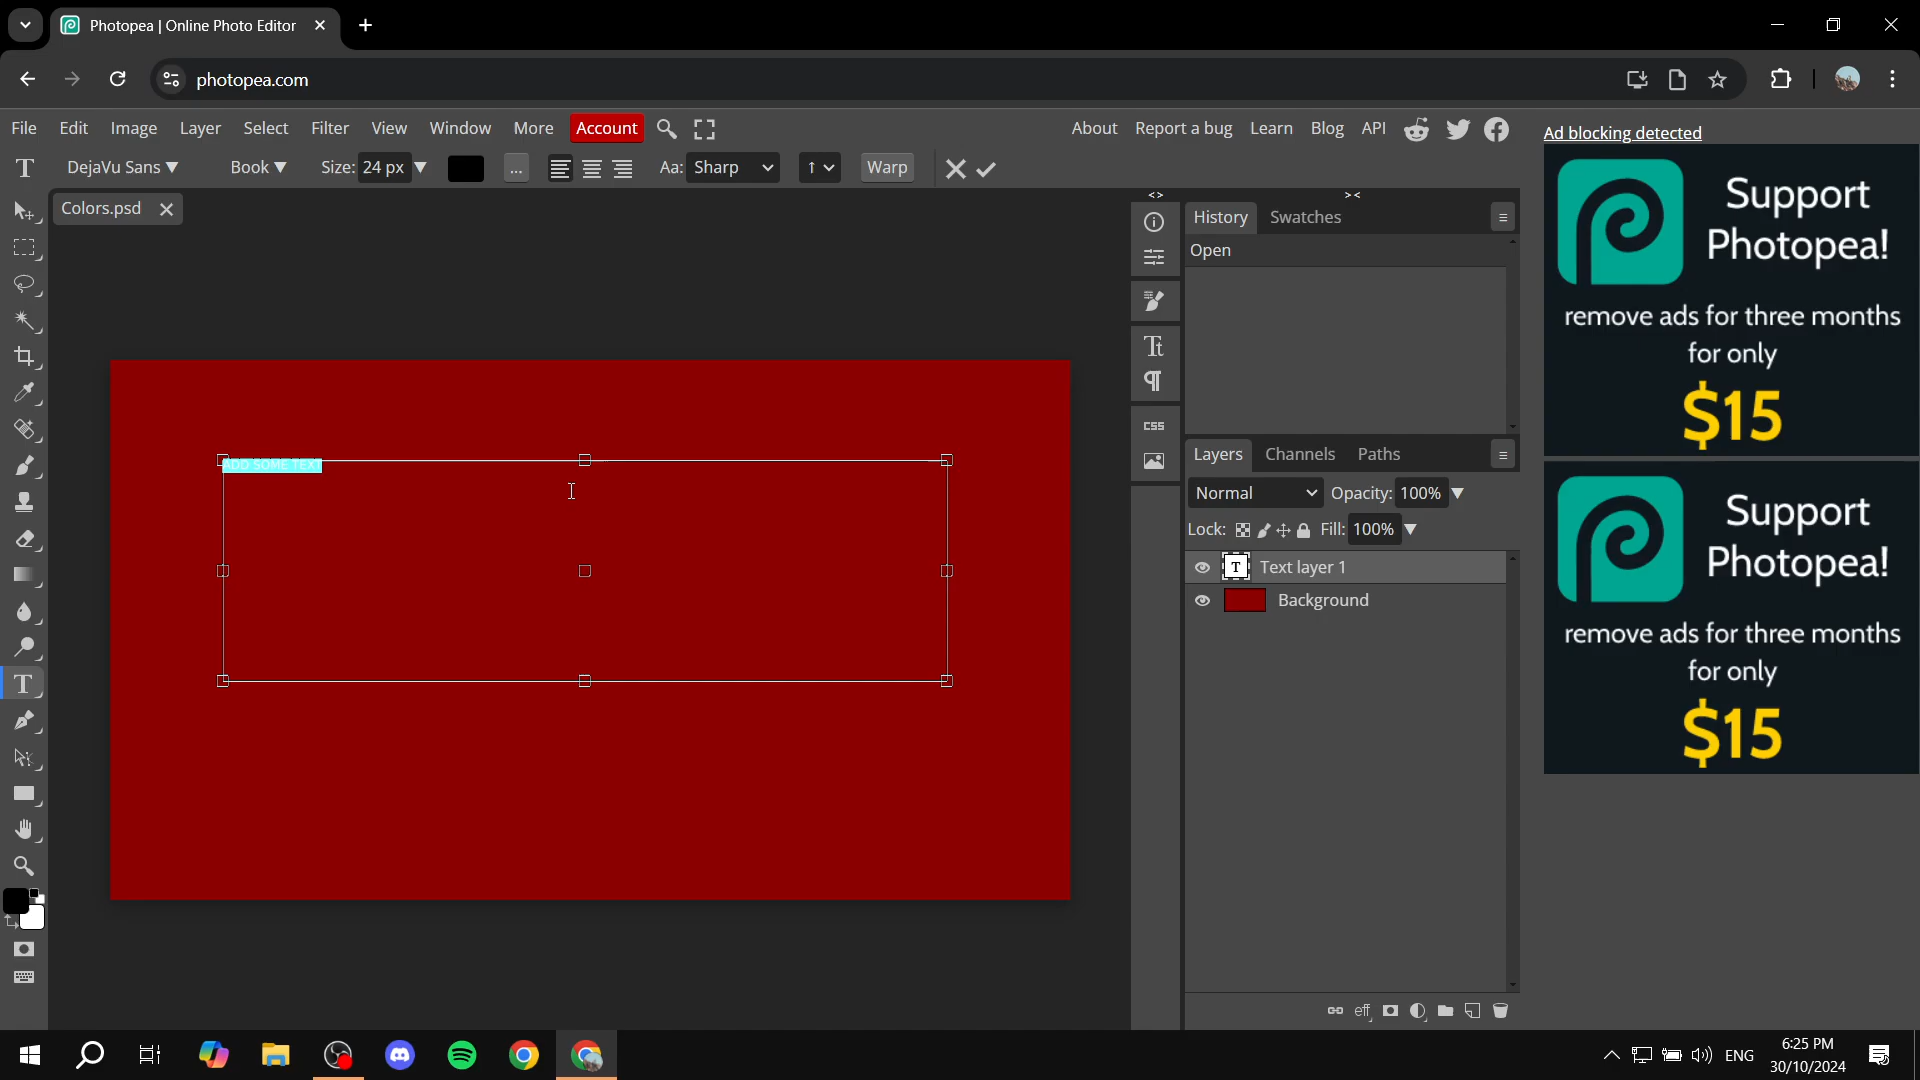 Photopea | Online Photo Editor
photopea.com
File Edit Image Layer Select Filter View Window More Account
About Report a bug Learn Blog API
Ad blocking detected
T DejaVu Sans Book Size: 24 px ... Aa: Sharp Warp
Colors.psd
<> ><
History Swatches
Open
Tt
CSS
ADD SOME TEXT
Layers Channels Paths
Normal Opacity: 100%
Lock: Fill: 100%
T Text layer 1
Background
T
eff
Support
Photopea!
remove ads for three months
for only
$15
Support
Photopea!
remove ads for three months
for only
$15
ENG
6:25 PM
30/10/2024